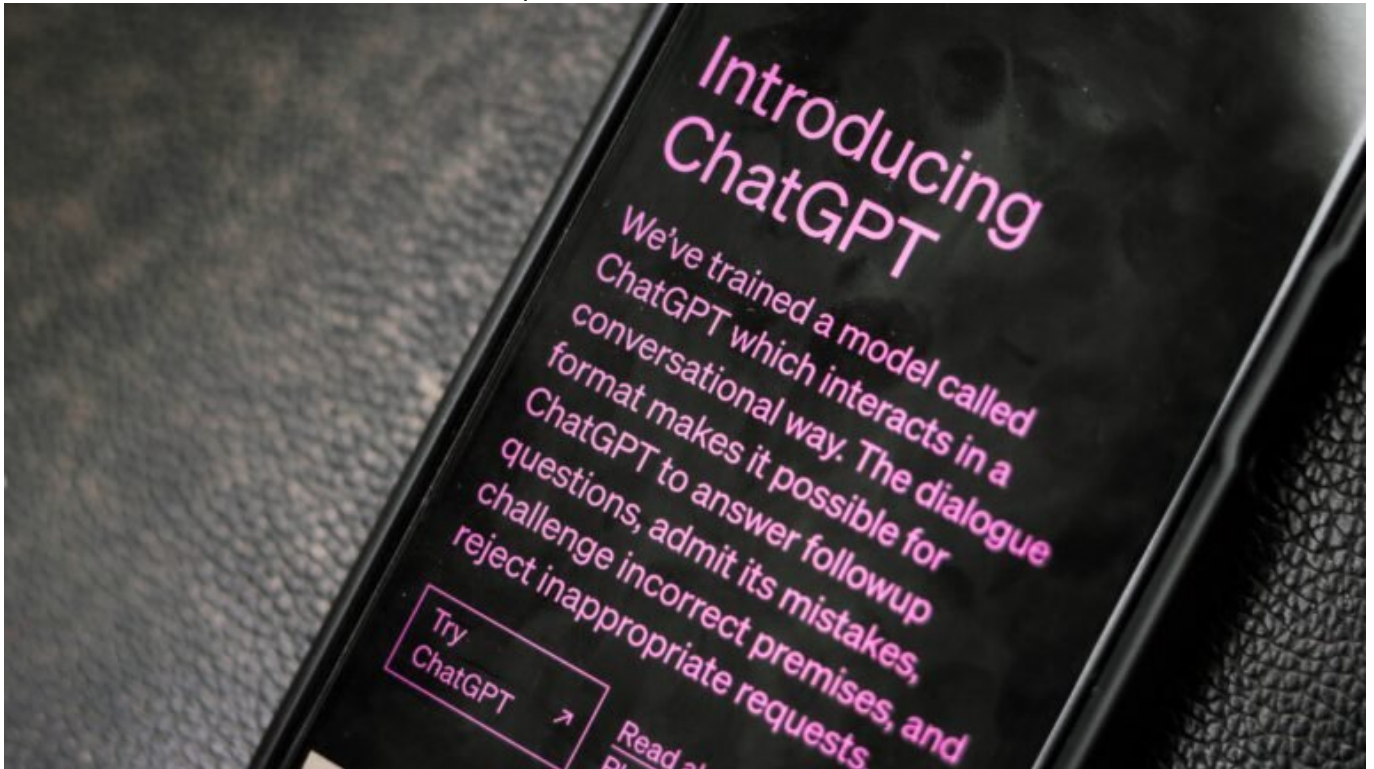 Introducing
ChatGPT
We've trained a model called
ChatGPT which interacts in a
conversational way. The dialogue
format makes it possible for
ChatGPT to answer followup
questions, admit its mistakes,
challenge incorrect premises, and
reject inappropriate requests.
Try
ChatGPT ↗
Read